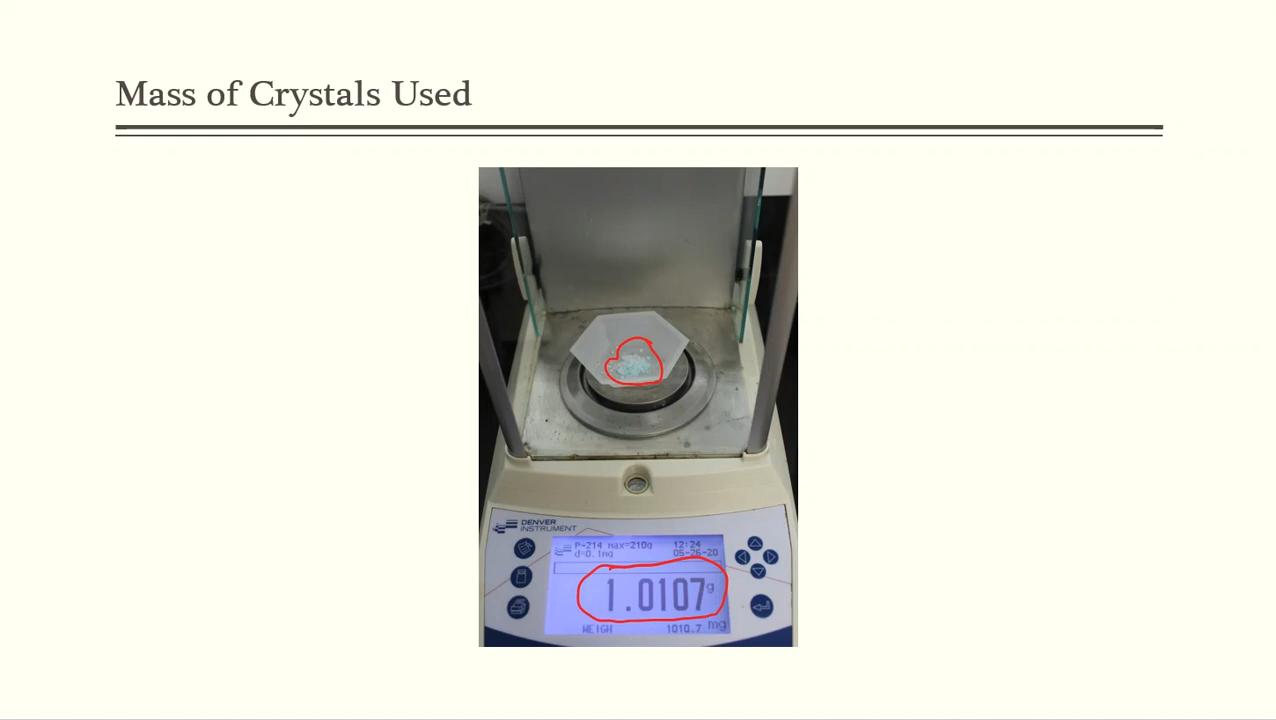 Mass of Crystals Used
DENVER
INSTRUMENT
P-214 max=210g 12:24
d=0.1mg 05-26-20
1.0107g
WEIGH 1010.7 mg